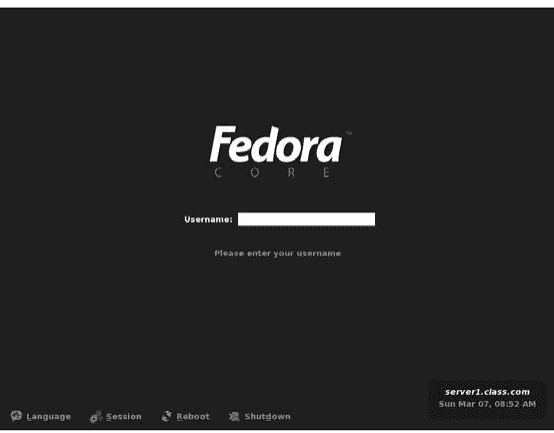 Fedora™
CORE
Username:
Please enter your username
server1.class.com
Sun Mar 07, 08:52 AM
Language Session Reboot Shutdown